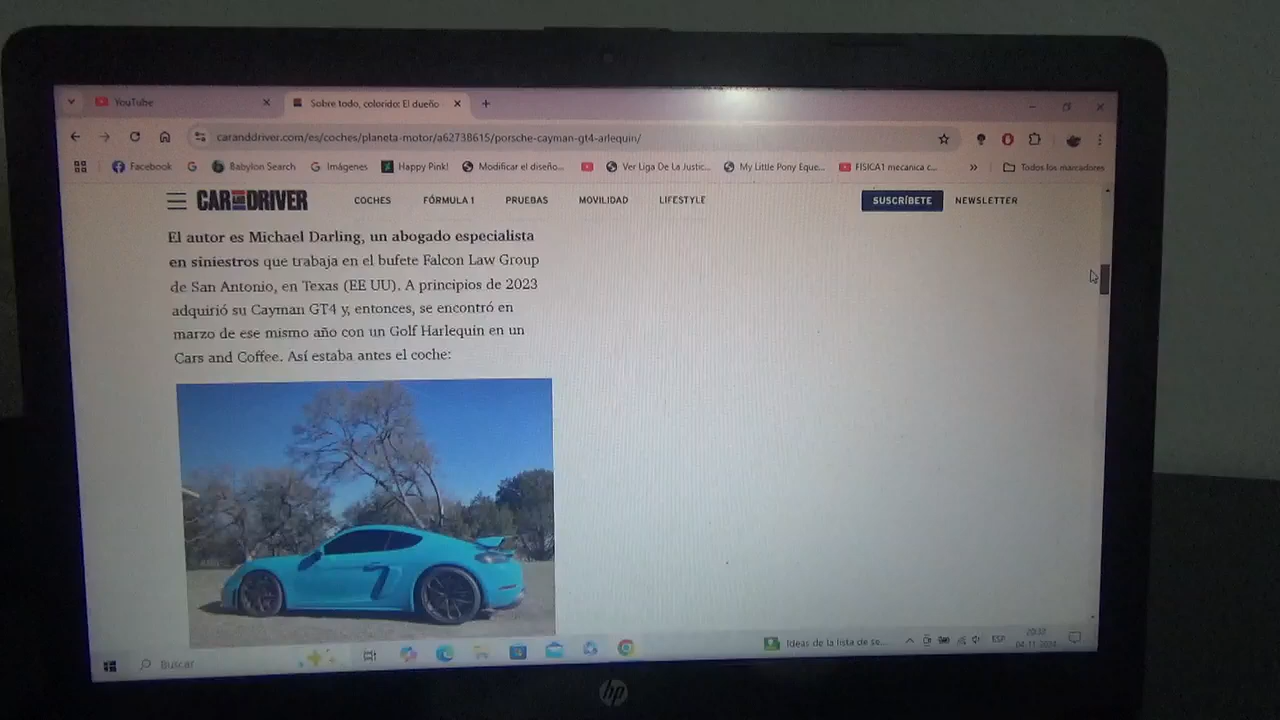 YouTube
Sobre todo, colorido: El dueño
caranddriver.com/es/coches/planeta-motor/a62738615/porsche-cayman-gt4-arlequin/
Facebook
Babylon Search
Imágenes
Happy Pink!
Modificar el diseño...
Ver Liga De La Justic...
My Little Pony Eque...
FISICA1 mecanica c...
Todos los marcadores
CAR AND DRIVER
COCHES
FÓRMULA 1
PRUEBAS
MOVILIDAD
LIFESTYLE
SUSCRÍBETE
NEWSLETTER
El autor es Michael Darling, un abogado especialista
en siniestros que trabaja en el bufete Falcon Law Group
de San Antonio, en Texas (EE UU). A principios de 2023
adquirió su Cayman GT4 y, entonces, se encontró en
marzo de ese mismo año con un Golf Harlequin en un
Cars and Coffee. Así estaba antes el coche:
Buscar
Ideas de la lista de se...
ESP
20:32
04-11-2024
hp